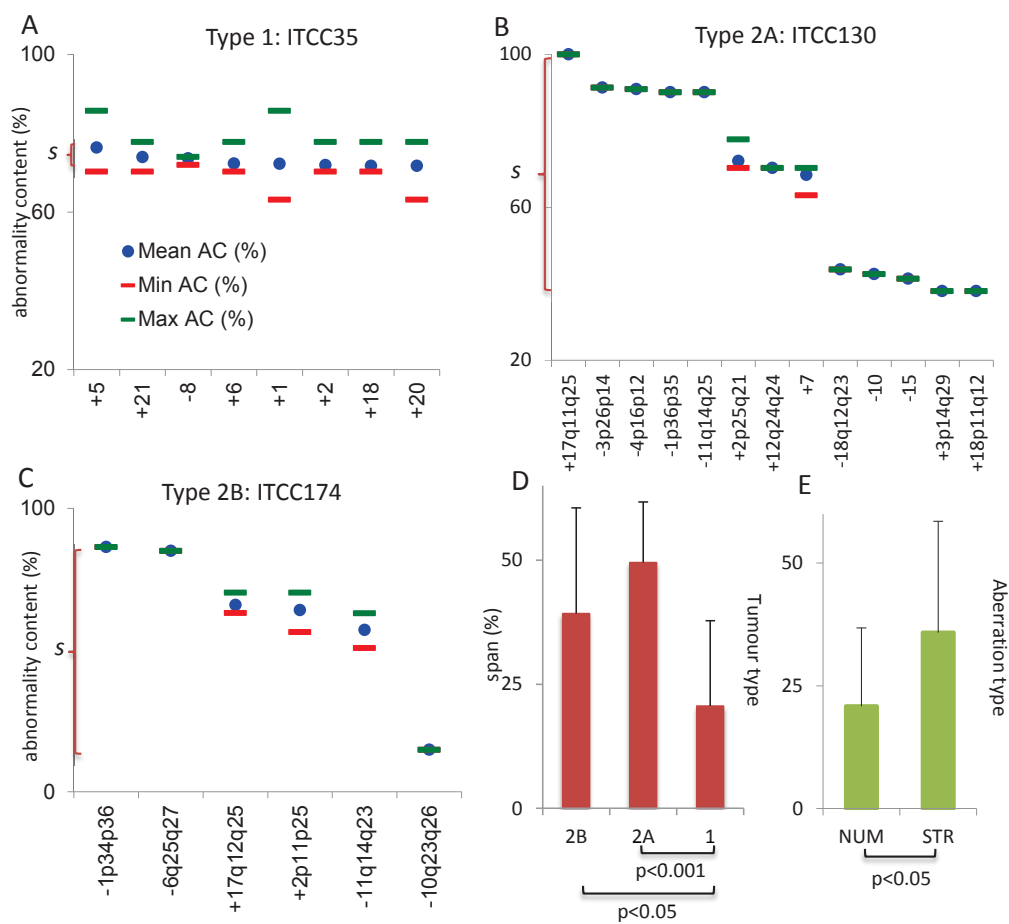 A
Type 1: ITCC35
abnormality content (%)
100
60
20
s
Mean AC (%)
Min AC (%)
Max AC (%)
+5
+21
-8
+6
+1
+2
+18
+20
B
Type 2A: ITCC130
100
60
20
s
+17q11q25
-3p26p14
-4p16p12
-1p36p35
-11q14q25
+2p25q21
+12q24q24
+7
-18q12q23
-10
-15
+3p14q29
+18p11q12
C
Type 2B: ITCC174
abnormality content (%)
100
0
s
-1p34p36
-6q25q27
+17q12q25
+2p11p25
-11q14q23
-10q23q26
D
span (%)
50
25
0
2B
2A
1
p<0.001
p<0.05
Tumour type
E
50
25
0
NUM
STR
p<0.05
Aberration type